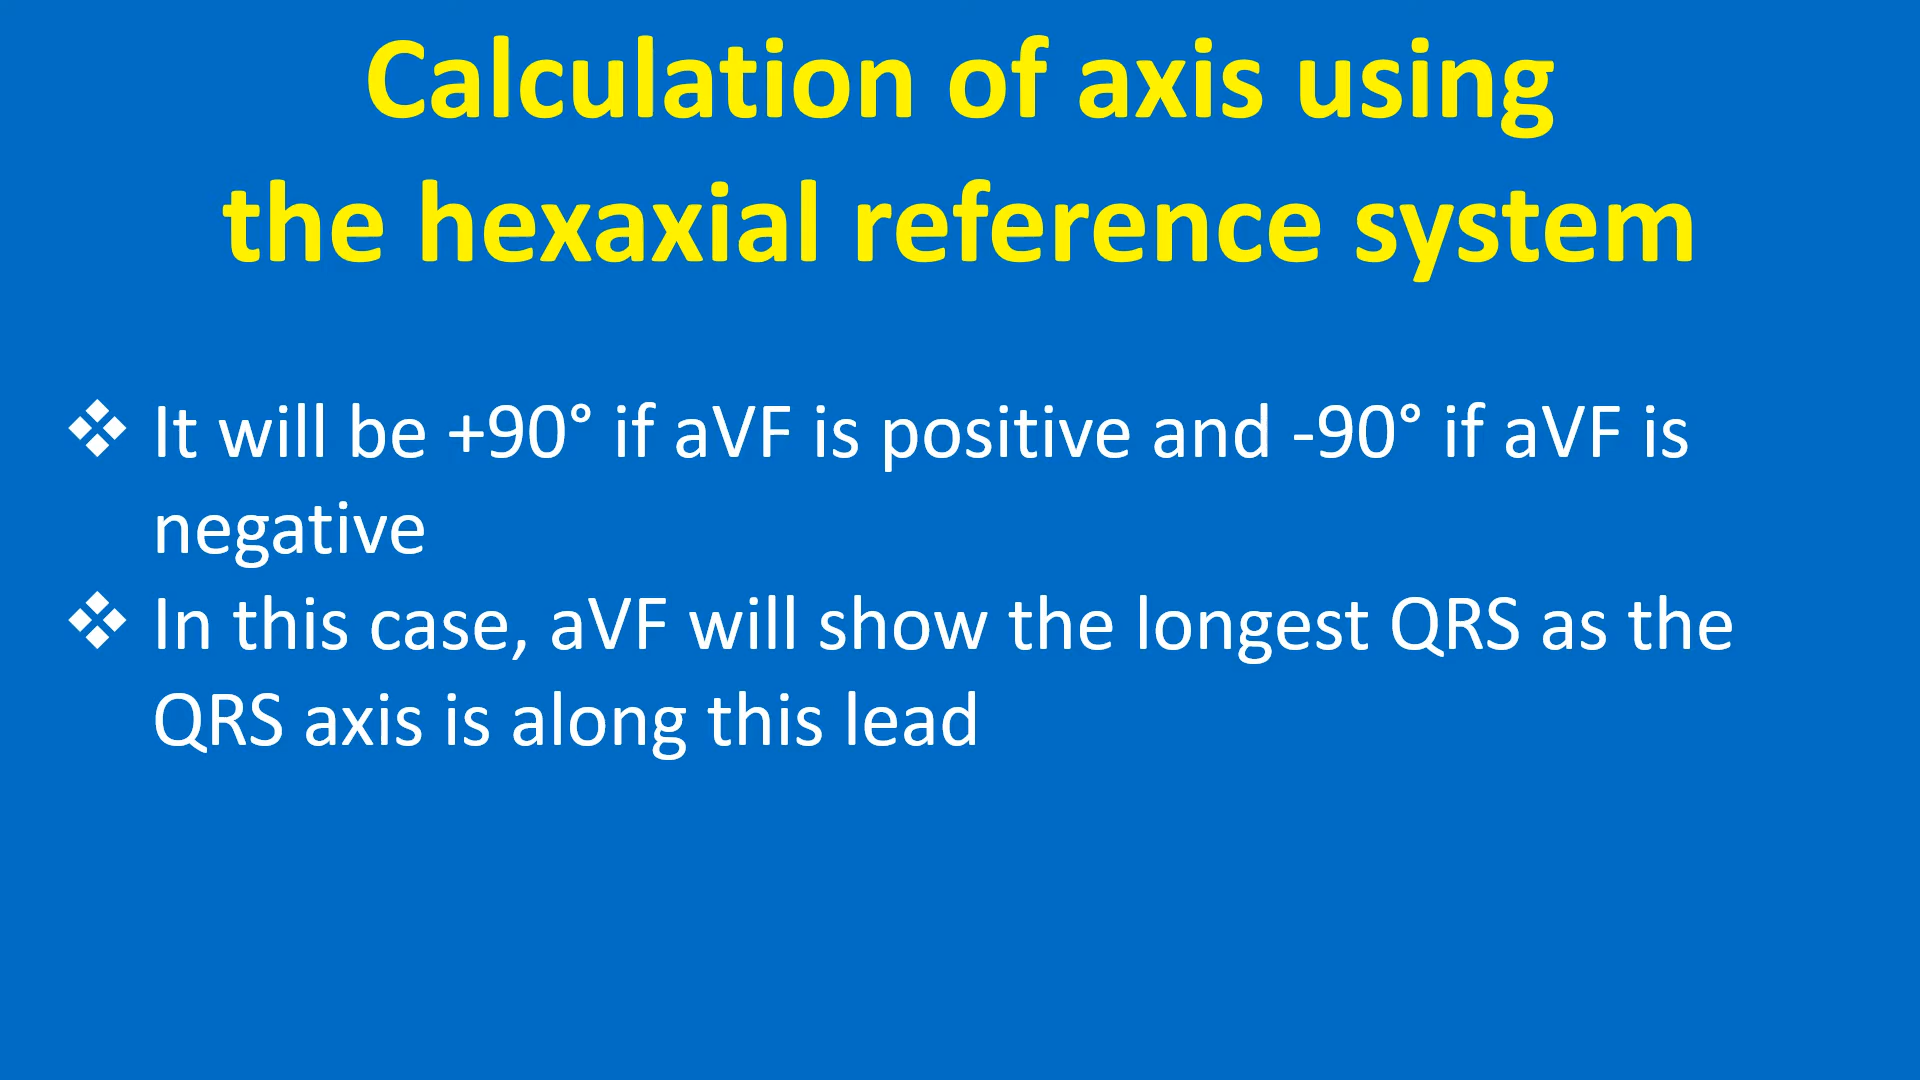 Calculation of axis using
the hexaxial reference system
❖ It will be +90° if aVF is positive and -90° if aVF is
negative
❖ In this case, aVF will show the longest QRS as the
QRS axis is along this lead